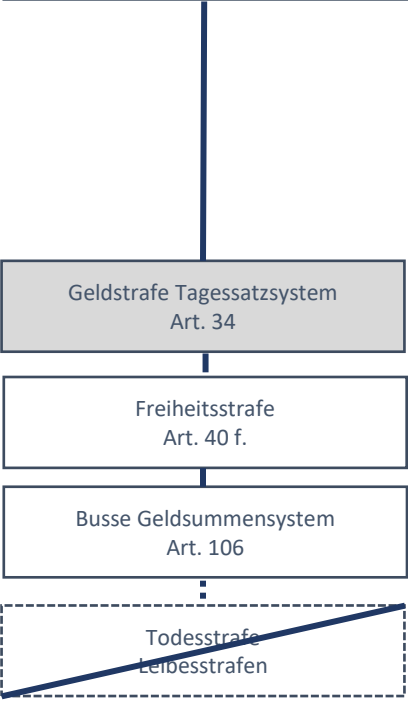 Geldstrafe Tagessatzsystem
Art. 34
Freiheitsstrafe
Art. 40 f.
Busse Geldsummensystem
Art. 106
Todesstrafe
Leibesstrafen